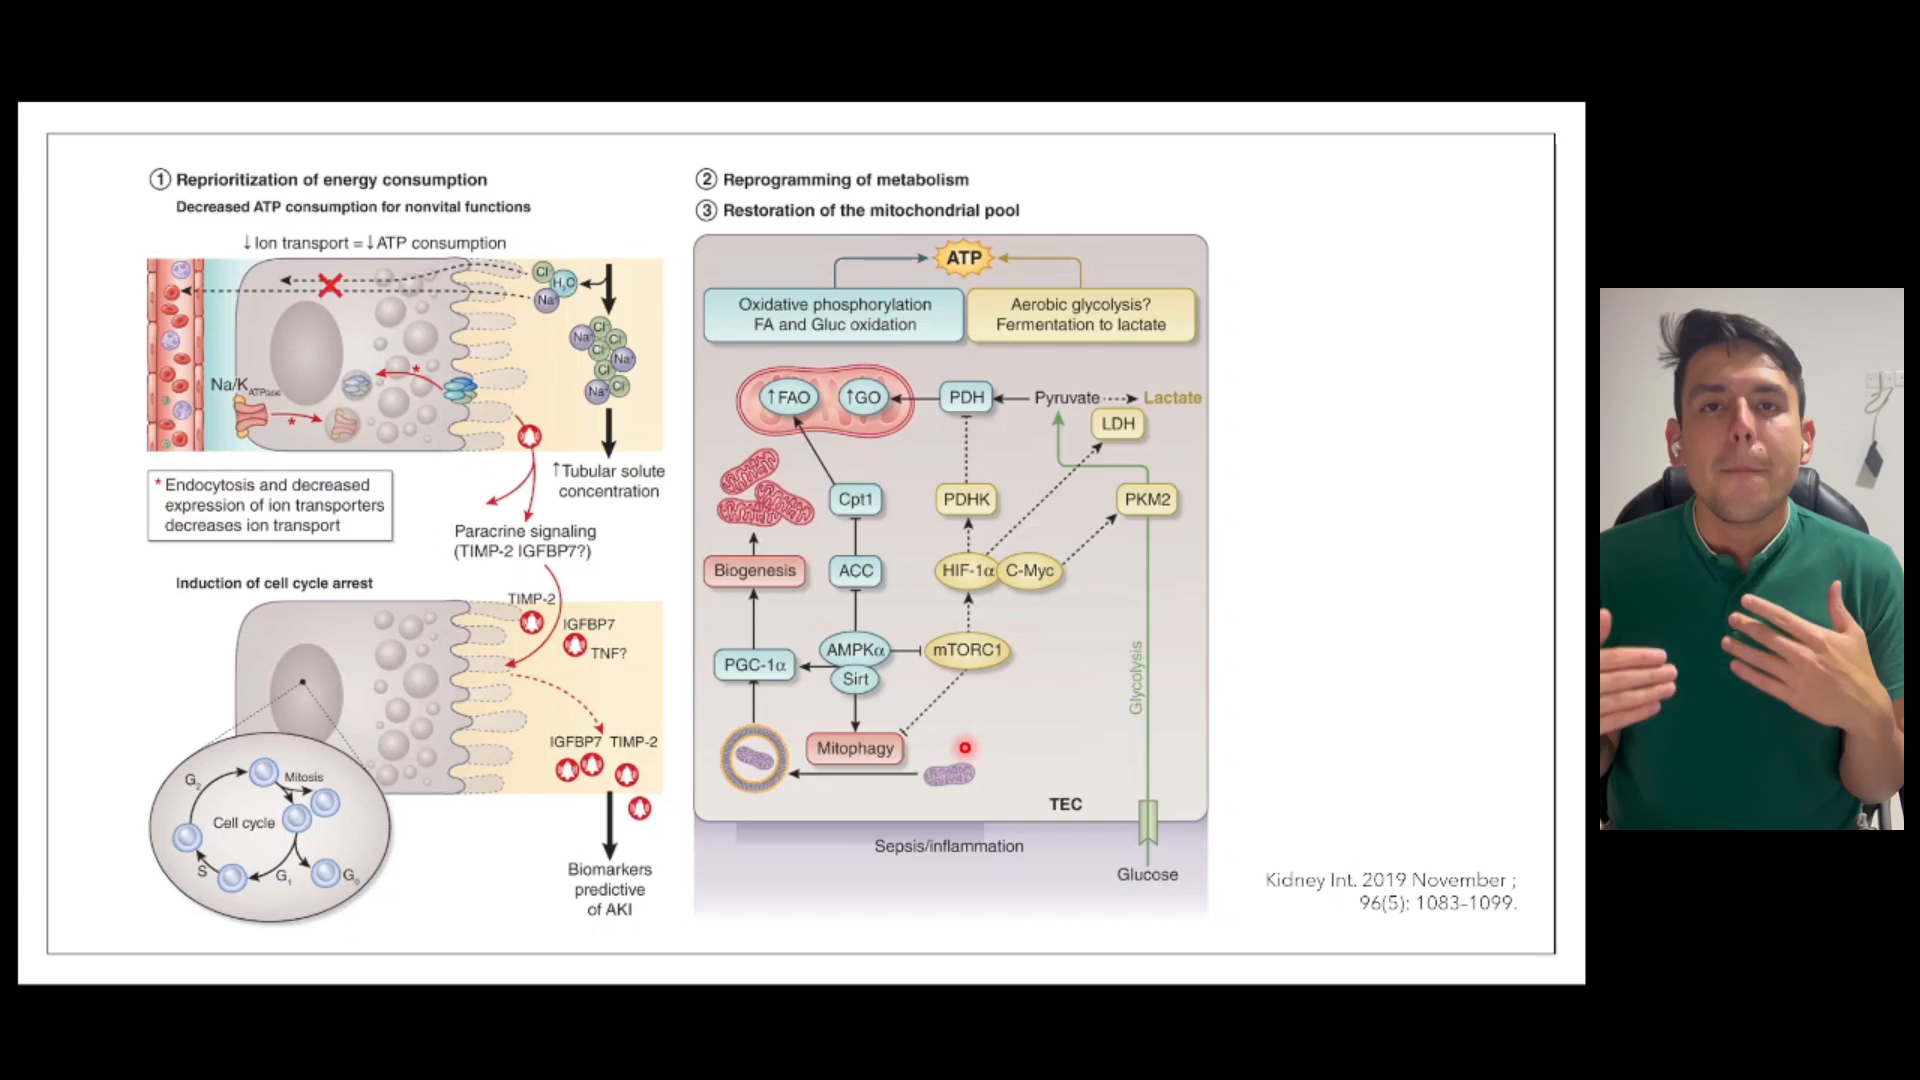 ① Reprioritization of energy consumption
Decreased ATP consumption for nonvital functions
↓ Ion transport = ↓ ATP consumption
Cl⁻
H₂O
Na⁺
Cl⁻
Na⁺
Cl⁻
Cl⁻
Na⁺
Cl⁻
Na⁺
Cl⁻
*
Na/K ATPase
*
↑ Tubular solute
concentration
* Endocytosis and decreased
expression of ion transporters
decreases ion transport
Paracrine signaling
(TIMP-2 IGFBP7?)
Induction of cell cycle arrest
TIMP-2
IGFBP7
TNF?
IGFBP7 TIMP-2
G₂
Mitosis
Cell cycle
S
G₁
G₀
Biomarkers
predictive
of AKI
② Reprogramming of metabolism
③ Restoration of the mitochondrial pool
ATP
Oxidative phosphorylation
FA and Gluc oxidation
Aerobic glycolysis?
Fermentation to lactate
↑FAO
↑GO
PDH
Pyruvate
Lactate
LDH
Cpt1
PDHK
PKM2
Biogenesis
ACC
HIF-1α
C-Myc
AMPKα
mTORC1
PGC-1α
Sirt
Glycolysis
Mitophagy
TEC
Sepsis/inflammation
Glucose
Kidney Int. 2019 November ;
96(5): 1083–1099.